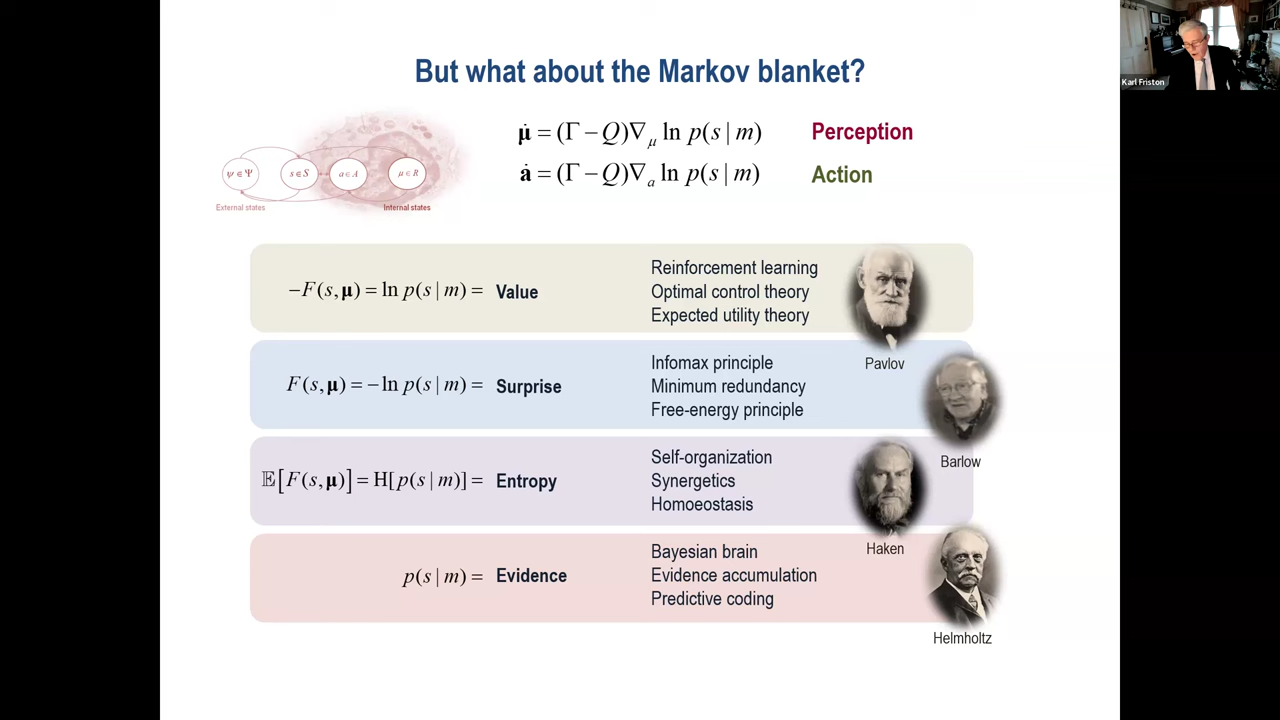 But what about the Markov blanket?
Karl Friston
μ̇ = (Γ − Q)∇μ ln p(s | m) Perception
ȧ = (Γ − Q)∇a ln p(s | m) Action
ψ ∈ Ψ s ∈ S a ∈ A μ ∈ R
External states Internal states
−F(s, μ) = ln p(s | m) = Value
Reinforcement learning
Optimal control theory
Expected utility theory
Pavlov
F(s, μ) = −ln p(s | m) = Surprise
Infomax principle
Minimum redundancy
Free-energy principle
Barlow
𝔼[F(s, μ)] = H[p(s | m)] = Entropy
Self-organization
Synergetics
Homoeostasis
Haken
p(s | m) = Evidence
Bayesian brain
Evidence accumulation
Predictive coding
Helmholtz